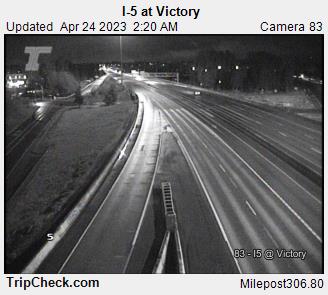 I-5 at Victory
Updated Apr 24 2023 2:20 AM Camera 83
T
S
83 - I5 @ Victory
TripCheck.com Milepost306.80